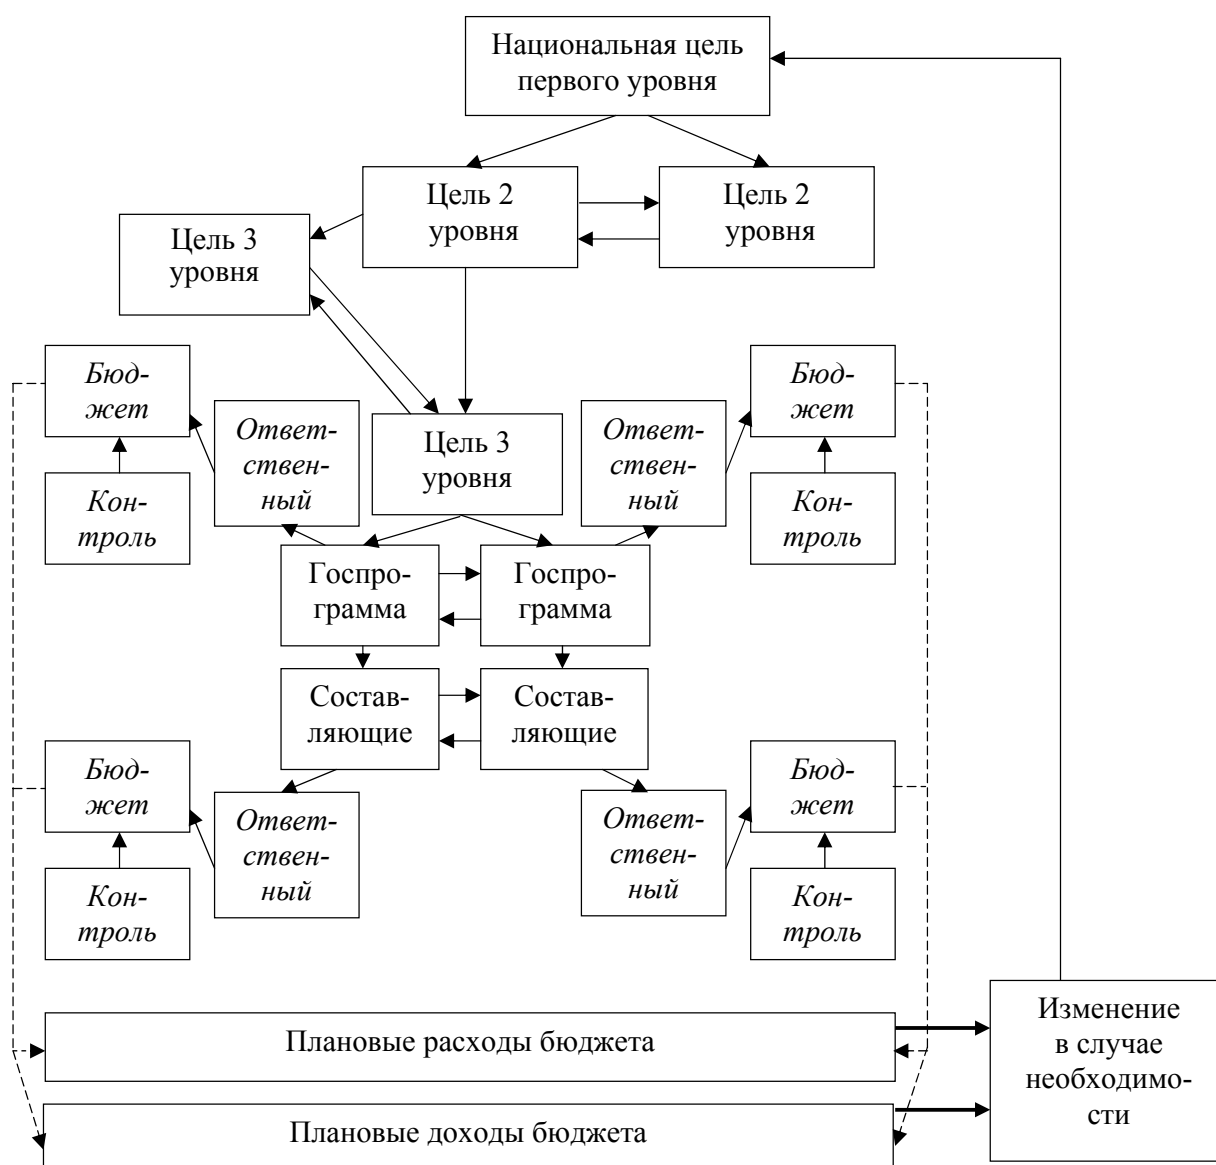 Национальная цель
первого уровня
Цель 2
уровня
Цель 2
уровня
Цель 3
уровня
Бюд-
жет
Бюд-
жет
Ответ-
ствен-
ный
Цель 3
уровня
Ответ-
ствен-
ный
Кон-
троль
Кон-
троль
Госпро-
грамма
Госпро-
грамма
Состав-
ляющие
Состав-
ляющие
Бюд-
жет
Бюд-
жет
Ответ-
ствен-
ный
Ответ-
ствен-
ный
Кон-
троль
Кон-
троль
Плановые расходы бюджета
Изменение
в случае
необходимо-
сти
Плановые доходы бюджета